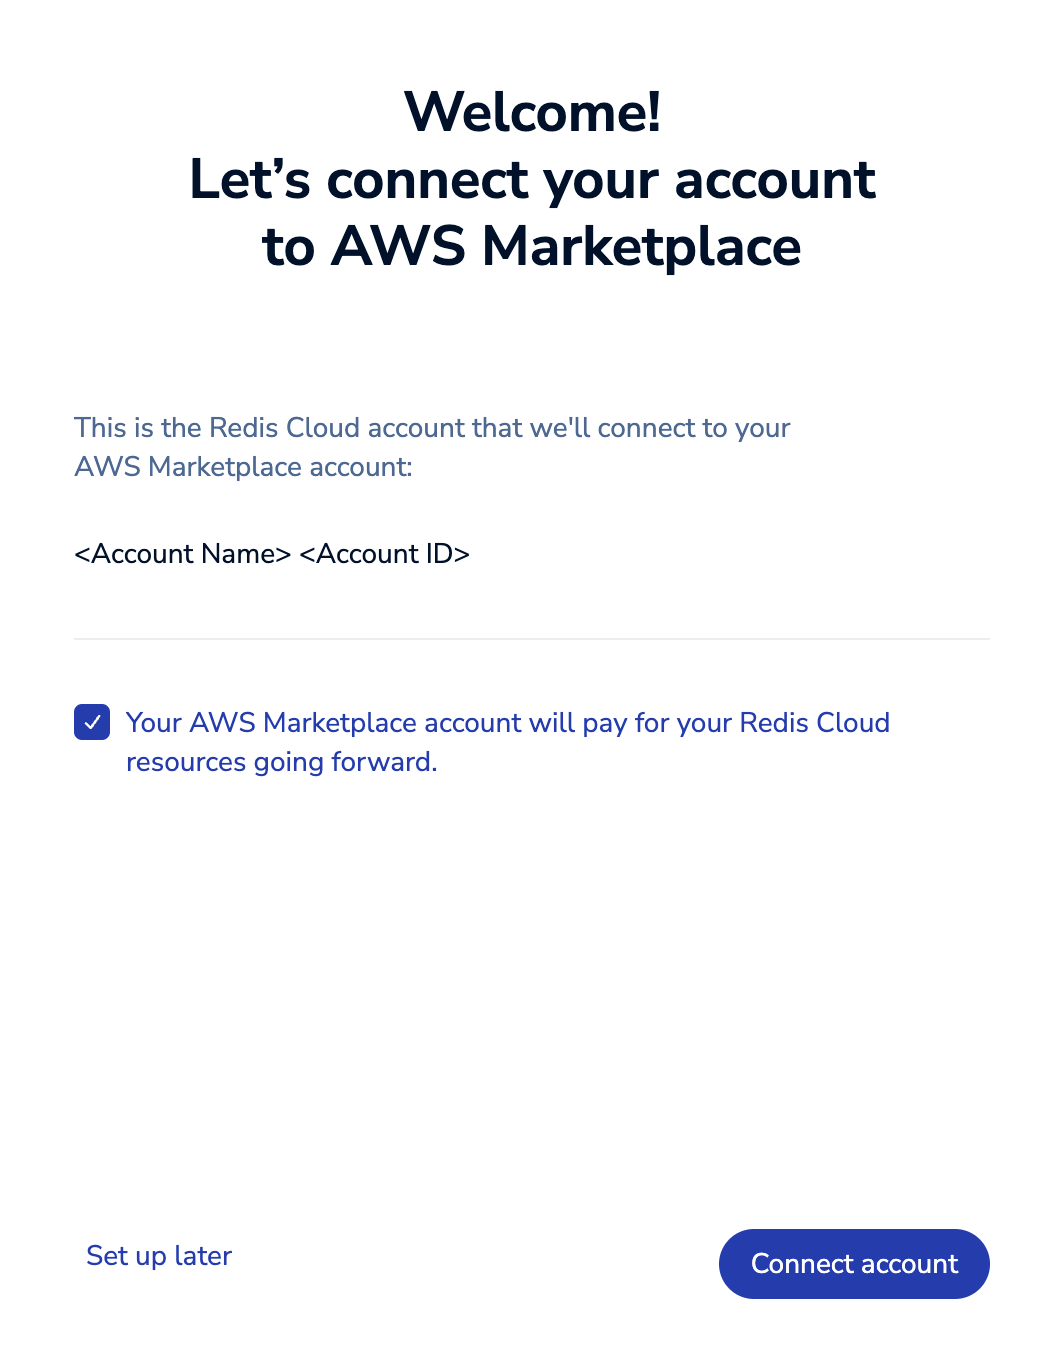 Welcome!
Let’s connect your account
to AWS Marketplace
This is the Redis Cloud account that we'll connect to your
AWS Marketplace account:
<Account Name> <Account ID>
Your AWS Marketplace account will pay for your Redis Cloud
resources going forward.
Set up later
Connect account